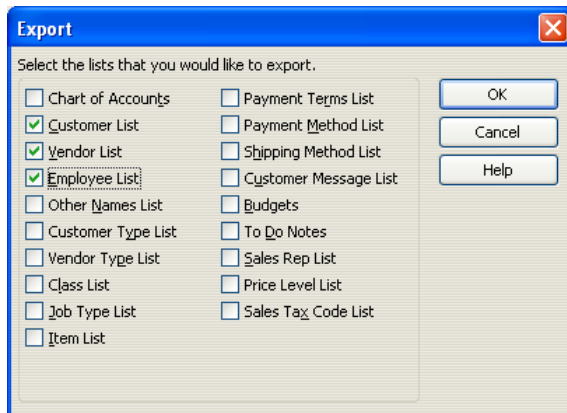 Export
Select the lists that you would like to export.
Chart of Accounts
Customer List
Vendor List
Employee List
Other Names List
Customer Type List
Vendor Type List
Class List
Job Type List
Item List
Payment Terms List
Payment Method List
Shipping Method List
Customer Message List
Budgets
To Do Notes
Sales Rep List
Price Level List
Sales Tax Code List
OK
Cancel
Help